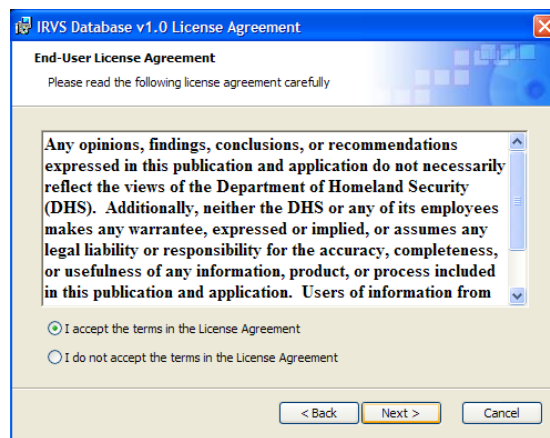 IRVS Database v1.0 License Agreement
End-User License Agreement
Please read the following license agreement carefully
Any opinions, findings, conclusions, or recommendations
expressed in this publication and application do not necessarily
reflect the views of the Department of Homeland Security
(DHS).  Additionally, neither the DHS or any of its employees
makes any warrantee, expressed or implied, or assumes any
legal liability or responsibility for the accuracy, completeness,
or usefulness of any information, product, or process included
in this publication and application.  Users of information from
I accept the terms in the License Agreement
I do not accept the terms in the License Agreement
< Back Next > Cancel